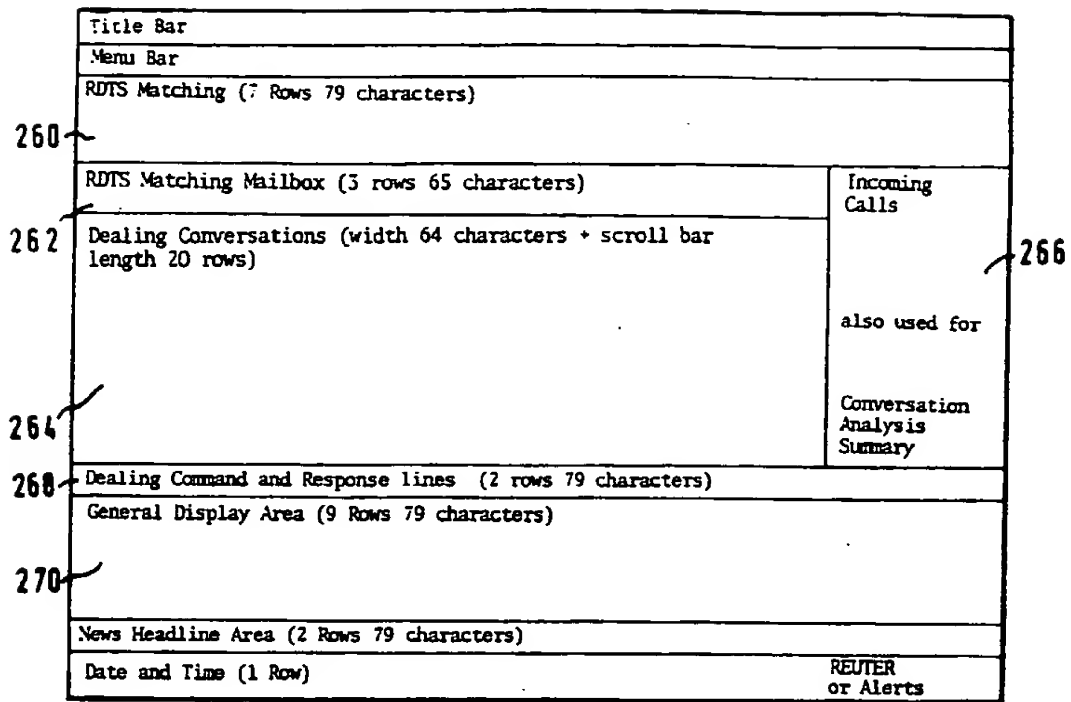 Title Bar
Menu Bar
RDTS Matching (7 Rows 79 characters)
260
RDTS Matching Mailbox (3 rows 65 characters)
Incoming
Calls
262
Dealing Conversations (width 64 characters + scroll bar
length 20 rows)
266
also used for
264
Conversation
Analysis
Summary
268
Dealing Command and Response lines (2 rows 79 characters)
General Display Area (9 Rows 79 characters)
270
News Headline Area (2 Rows 79 characters)
Date and Time (1 Row)
REUTER
or Alerts